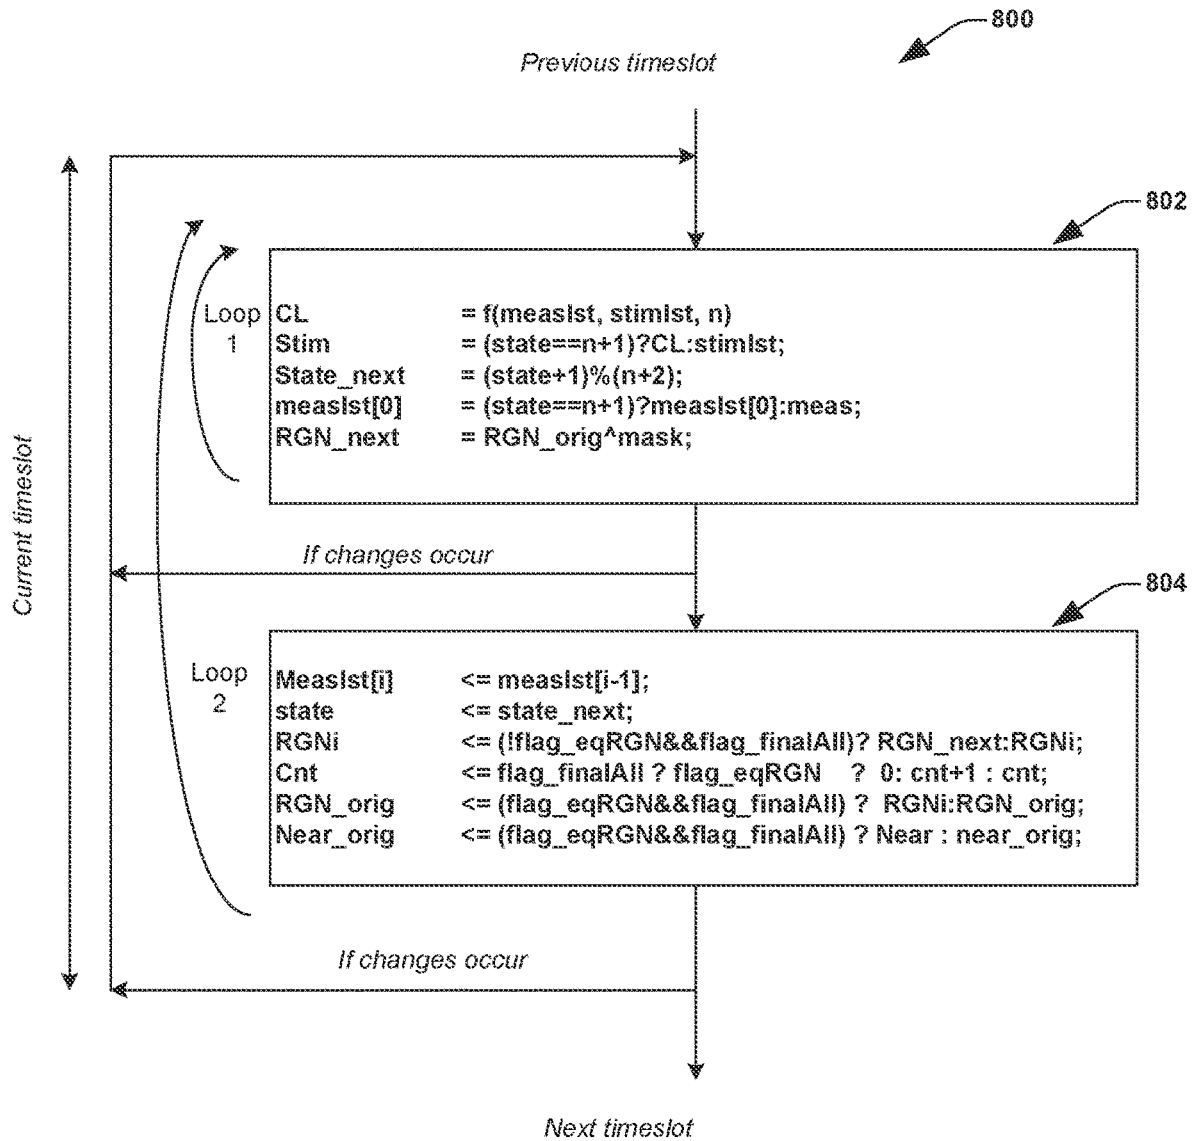 800
Previous timeslot
802
Loop 1
CL = f(measlst, stimlst, n)
Stim = (state==n+1)?CL:stimlst;
State_next = (state+1)%(n+2);
measlst[0] = (state==n+1)?measlst[0]:meas;
RGN_next = RGN_orig^mask;
Current timeslot
If changes occur
804
Loop 2
Measlst[i] <= measlst[i-1];
state <= state_next;
RGNi <= (!flag_eqRGN&&flag_finalAll)? RGN_next:RGNi;
Cnt <= flag_finalAll ? flag_eqRGN ? 0: cnt+1 : cnt;
RGN_orig <= (flag_eqRGN&&flag_finalAll) ? RGNi:RGN_orig;
Near_orig <= (flag_eqRGN&&flag_finalAll) ? Near : near_orig;
If changes occur
Next timeslot